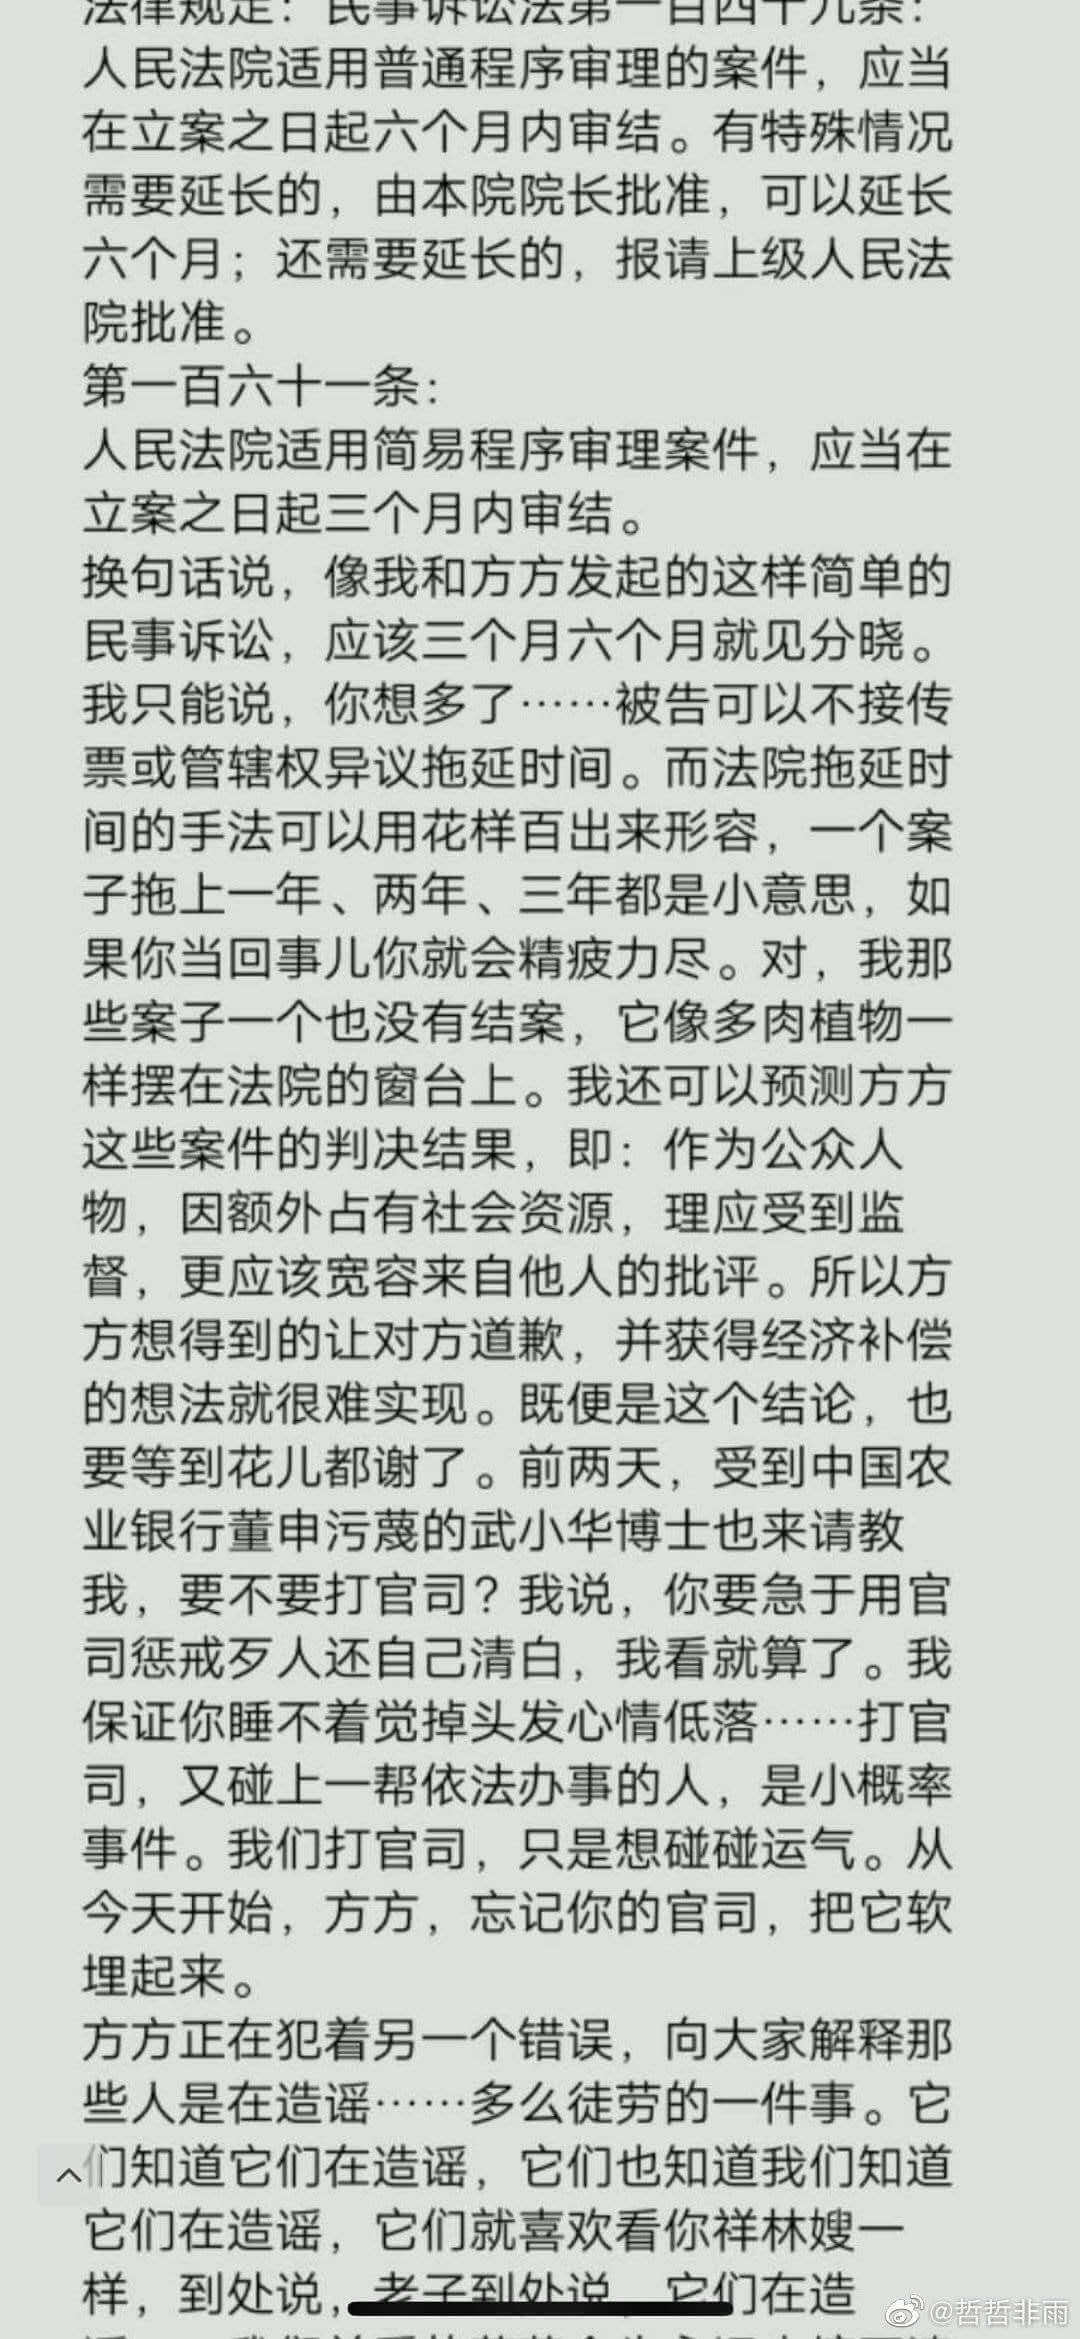 法律规定：民事诉讼法第一百四十九条：
人民法院适用普通程序审理的案件，应当
在立案之日起六个月内审结。有特殊情况
需要延长的，由本院院长批准，可以延长
六个月；还需要延长的，报请上级人民法
院批准。
第一百六十一条：
人民法院适用简易程序审理案件，应当在
立案之日起三个月内审结。
换句话说，像我和方方发起的这样简单的
民事诉讼，应该三个月六个月就见分晓。
我只能说，你想多了……被告可以不接传
票或管辖权异议拖延时间。而法院拖延时
间的手法可以用花样百出来形容，一个案
子拖上一年、两年、三年都是小意思，如
果你当回事儿你就会精疲力尽。对，我那
些案子一个也没有结案，它像多肉植物一
样摆在法院的窗台上。我还可以预测方方
这些案件的判决结果，即：作为公众人
物，因额外占有社会资源，理应受到监
督，更应该宽容来自他人的批评。所以方
方想得到的让对方道歉，并获得经济补偿
的想法就很难实现。既便是这个结论，也
要等到花儿都谢了。前两天，受到中国农
业银行董申污蔑的武小华博士也来请教
我，要不要打官司？我说，你要急于用官
司惩戒歹人还自己清白，我看就算了。我
保证你睡不着觉掉头发心情低落……打官
司，又碰上一帮依法办事的人，是小概率
事件。我们打官司，只是想碰碰运气。从
今天开始，方方，忘记你的官司，把它软
埋起来。
方方正在犯着另一个错误，向大家解释那
些人是在造谣……多么徒劳的一件事。它
们知道它们在造谣，它们也知道我们知道
它们在造谣，它们就喜欢看你祥林嫂一
样，到处说，老子到处说，它们在造
@哲哲非雨